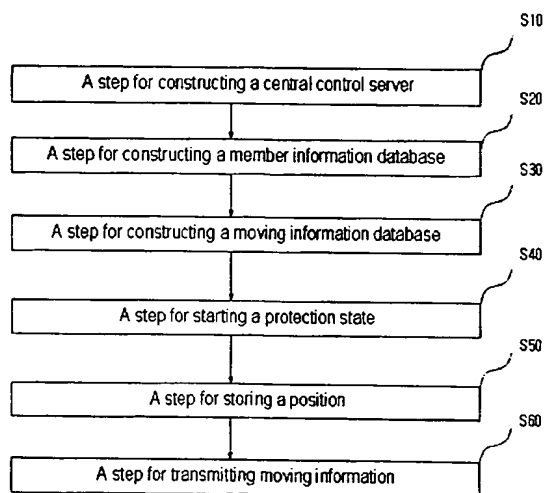 S10
A step for constructing a central control server
S20
A step for constructing a member information database
S30
A step for constructing a moving information database
S40
A step for starting a protection state
S50
A step for storing a position
S60
A step for transmitting moving information